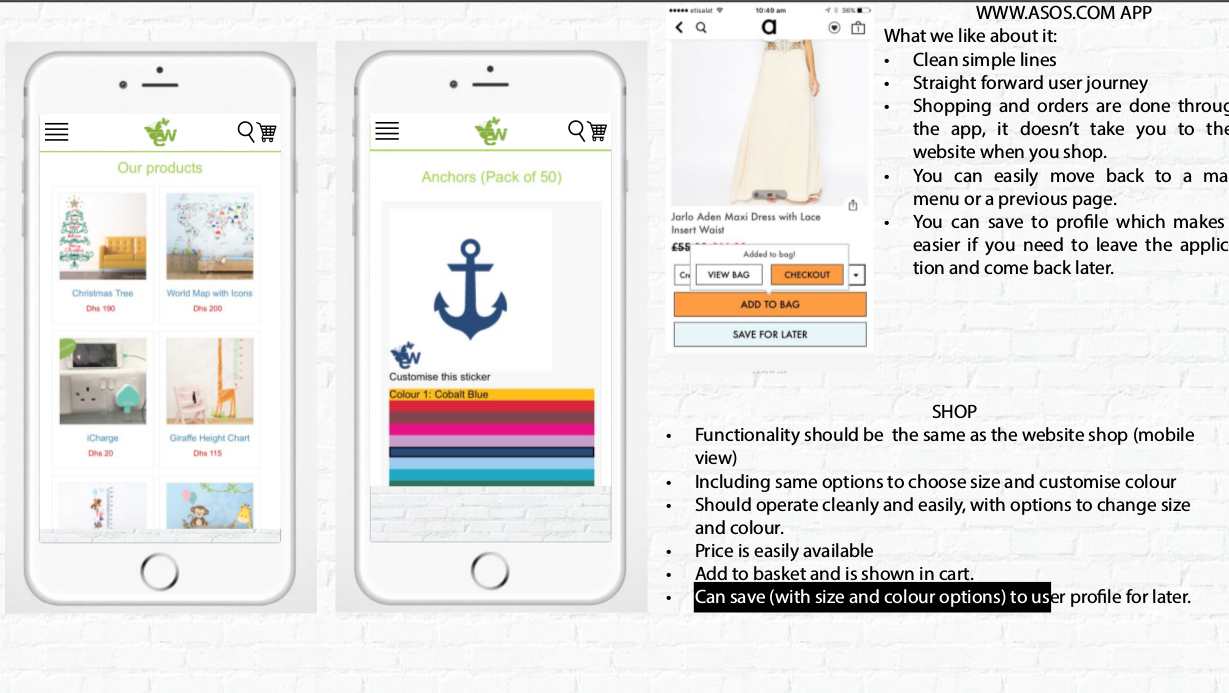 Our products
Christmas Tree
Dhs 190
World Map with Icons
Dhs 200
iCharge
Dhs 20
Giraffe Height Chart
Dhs 115
ew
Anchors (Pack of 50)
ew
Customise this sticker
Colour 1: Cobalt Blue
etisalat
10:49 am
36%
a
1
Jarlo Aden Maxi Dress with Lace
Insert Waist
£55
Added to bag!
VIEW BAG
CHECKOUT
ADD TO BAG
SAVE FOR LATER
WWW.ASOS.COM APP
What we like about it:
• Clean simple lines
• Straight forward user journey
• Shopping and orders are done throug
the app, it doesn’t take you to the
website when you shop.
• You can easily move back to a ma
menu or a previous page.
• You can save to profile which makes
easier if you need to leave the applic
tion and come back later.
SHOP
• Functionality should be the same as the website shop (mobile
view)
• Including same options to choose size and customise colour
• Should operate cleanly and easily, with options to change size
and colour.
• Price is easily available
• Add to basket and is shown in cart.
• Can save (with size and colour options) to user profile for later.